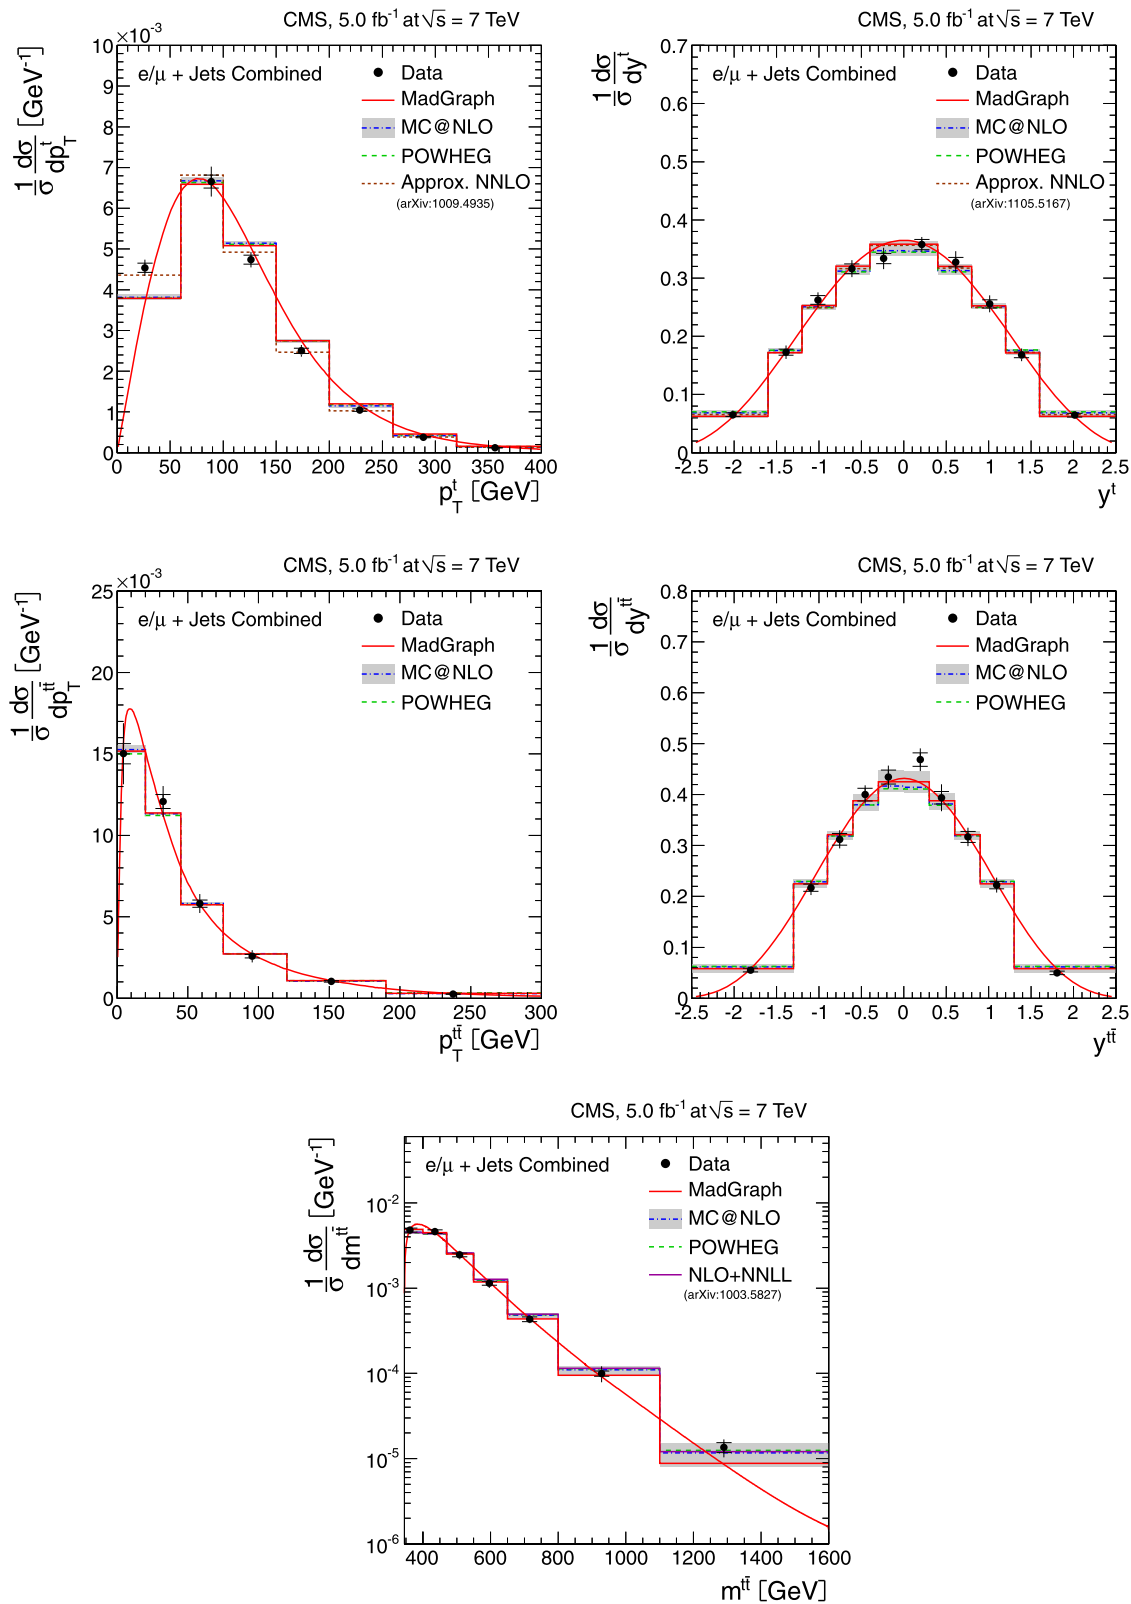 CMS, 5.0 fb⁻¹ at √s = 7 TeV
×10⁻³
e/μ + Jets Combined
Data
MadGraph
MC@NLO
POWHEG
Approx. NNLO
(arXiv:1009.4935)
1/σ dσ/dp_T^t [GeV⁻¹]
10
9
8
7
6
5
4
3
2
1
0
0 50 100 150 200 250 300 350 400
p_T^t [GeV]
CMS, 5.0 fb⁻¹ at √s = 7 TeV
e/μ + Jets Combined
Data
MadGraph
MC@NLO
POWHEG
Approx. NNLO
(arXiv:1105.5167)
1/σ dσ/dy^t
0.7
0.6
0.5
0.4
0.3
0.2
0.1
0
-2.5 -2 -1.5 -1 -0.5 0 0.5 1 1.5 2 2.5
y^t
CMS, 5.0 fb⁻¹ at √s = 7 TeV
×10⁻³
e/μ + Jets Combined
Data
MadGraph
MC@NLO
POWHEG
1/σ dσ/dp_T^tt̄ [GeV⁻¹]
25
20
15
10
5
0
0 50 100 150 200 250 300
p_T^tt̄ [GeV]
CMS, 5.0 fb⁻¹ at √s = 7 TeV
e/μ + Jets Combined
Data
MadGraph
MC@NLO
POWHEG
1/σ dσ/dy^tt̄
0.8
0.7
0.6
0.5
0.4
0.3
0.2
0.1
0
-2.5 -2 -1.5 -1 -0.5 0 0.5 1 1.5 2 2.5
y^tt̄
CMS, 5.0 fb⁻¹ at √s = 7 TeV
e/μ + Jets Combined
Data
MadGraph
MC@NLO
POWHEG
NLO+NNLL
(arXiv:1003.5827)
1/σ dσ/dm^tt̄ [GeV⁻¹]
10⁻²
10⁻³
10⁻⁴
10⁻⁵
10⁻⁶
400 600 800 1000 1200 1400 1600
m^tt̄ [GeV]